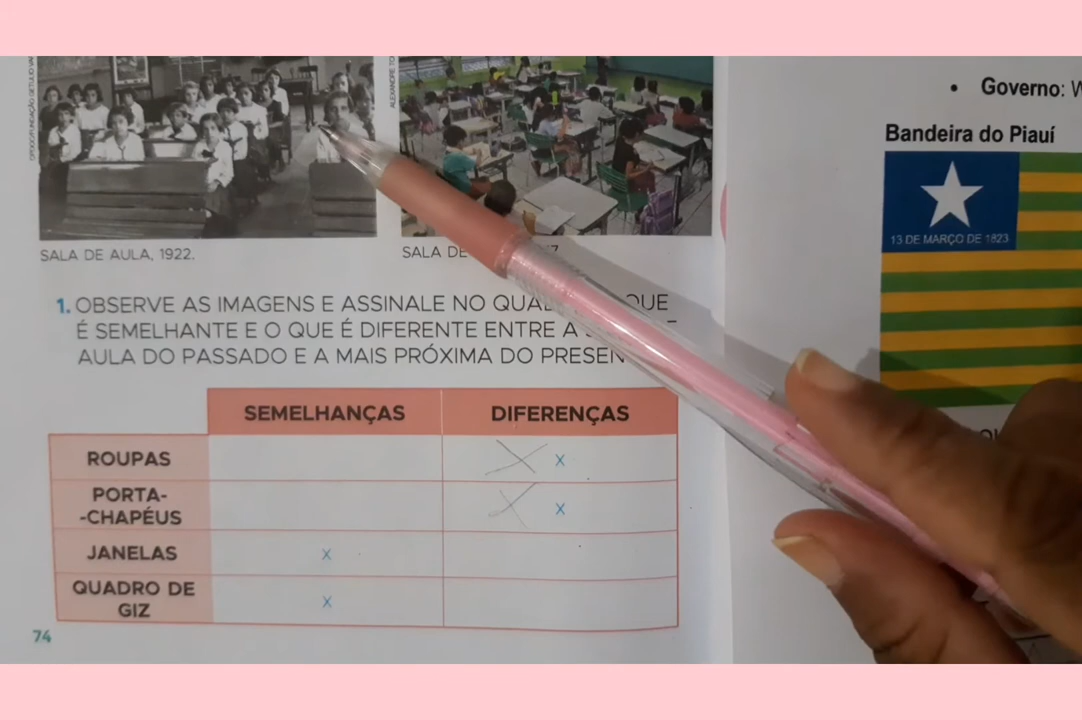 SALA DE AULA, 1922.
SALA DE
1. OBSERVE AS IMAGENS E ASSINALE NO QUE
É SEMELHANTE E O QUE É DIFERENTE ENTRE A
AULA DO PASSADO E A MAIS PRÓXIMA DO
SEMELHANÇAS DIFERENÇAS
ROUPAS X X
PORTA-
-CHAPÉUS X X
JANELAS X
QUADRO DE
GIZ X
74
• Governo:
Bandeira do Piauí
13 DE MARÇO DE 1823